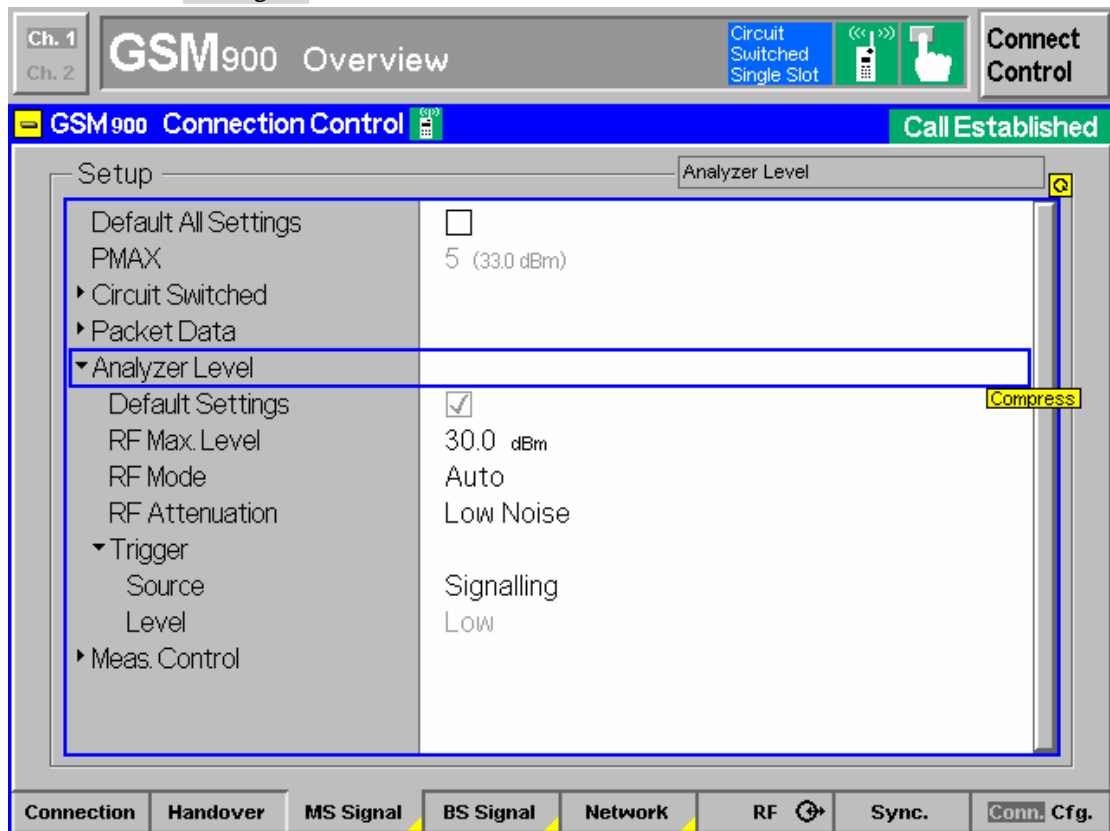 Ch. 1
Ch. 2
GSM900 Overview
Circuit
Switched
Single Slot
Connect
Control
GSM 900 Connection Control
Call Established
Setup
Analyzer Level
Default All Settings
PMAX 5 (33.0 dBm)
Circuit Switched
Packet Data
Analyzer Level
Compress
Default Settings
RF Max. Level 30.0 dBm
RF Mode Auto
RF Attenuation Low Noise
Trigger
Source Signalling
Level Low
Meas. Control
Connection Handover MS Signal BS Signal Network RF Sync. Conn. Cfg.